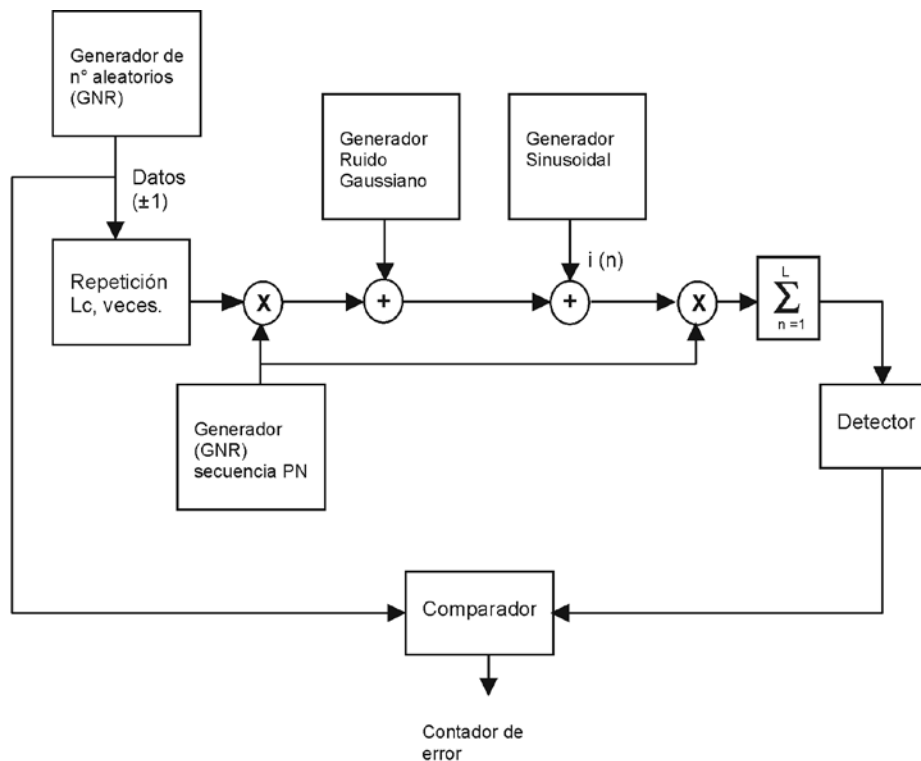 Generador de
n° aleatorios
(GNR)
Datos
(±1)
Generador
Ruido
Gaussiano
Generador
Sinusoidal
i (n)
Repetición
Lc, veces.
X
+
+
X
L
Σ
n =1
Generador
(GNR)
secuencia PN
Detector
Comparador
Contador de
error